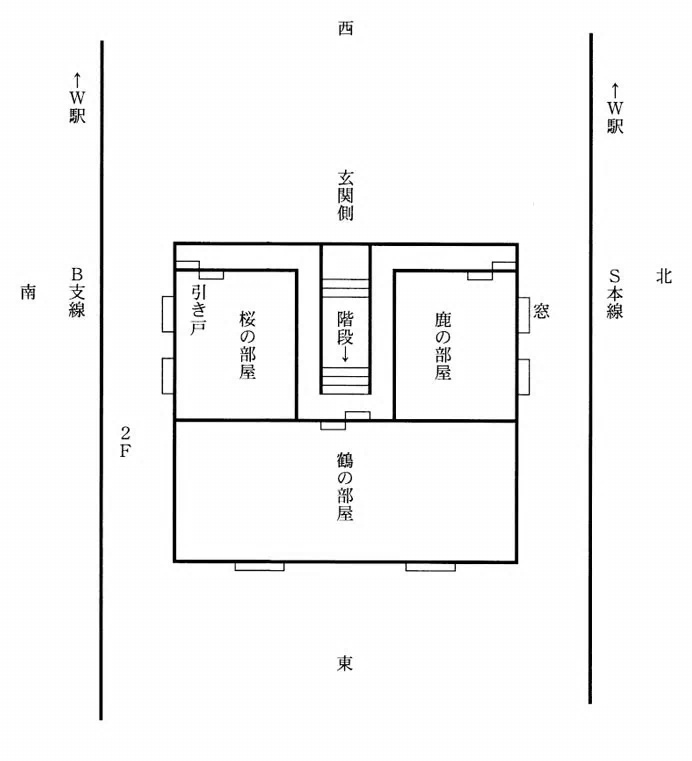 西
↑W駅
↑W駅
玄関側
南
B支線
引き戸
桜の部屋
階段↓
鹿の部屋
窓
S本線
北
2F
鶴の部屋
東